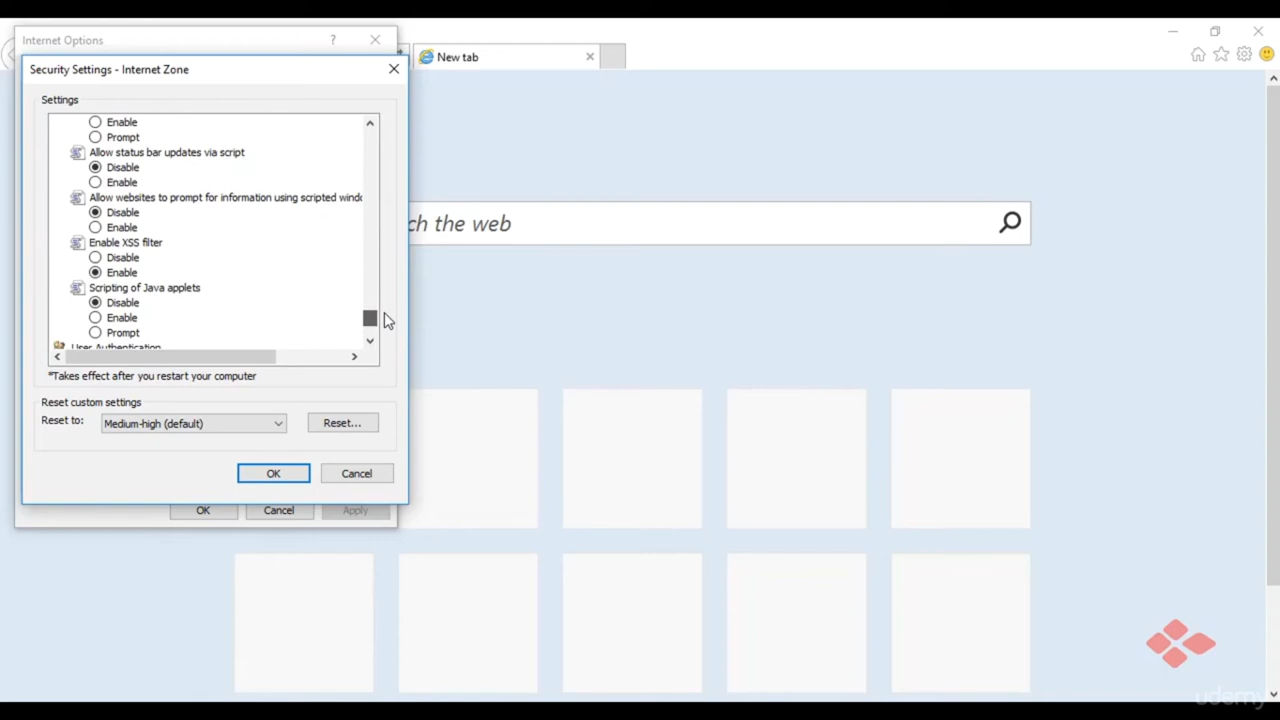 Internet Options
?
New tab
Security Settings - Internet Zone
Settings
Enable
Prompt
Allow status bar updates via script
Disable
Enable
Allow websites to prompt for information using scripted windo
Disable
Enable
Enable XSS filter
Disable
Enable
Scripting of Java applets
Disable
Enable
Prompt
User Authentication
*Takes effect after you restart your computer
Reset custom settings
Reset to:
Medium-high (default)
Reset...
OK
Cancel
OK
Cancel
Apply
ch the web
udemy